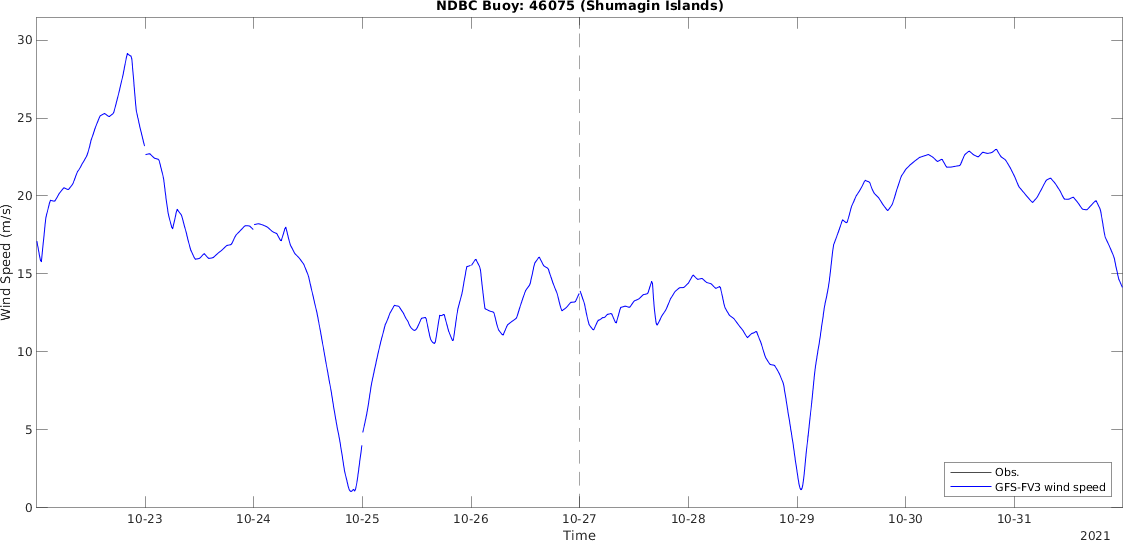 NDBC Buoy: 46075 (Shumagin Islands)
30
25
20
15
10
5
0
Wind Speed (m/s)
Obs.
GFS-FV3 wind speed
10-23 10-24 10-25 10-26 10-27 10-28 10-29 10-30 10-31
Time
2021